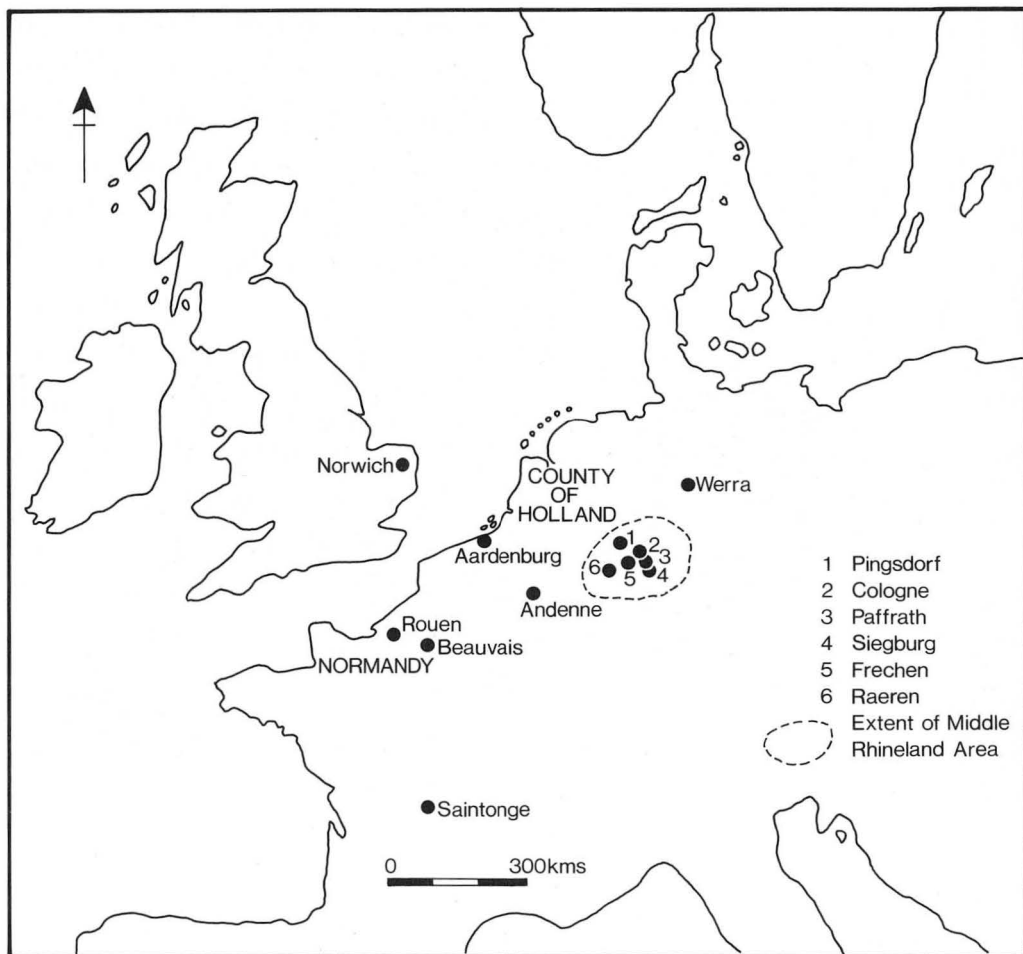 Norwich
COUNTY
OF
HOLLAND
Werra
Aardenburg
1
2
3
6
5
4
Andenne
Rouen
Beauvais
NORMANDY
Saintonge
0 300kms
1 Pingsdorf
2 Cologne
3 Paffrath
4 Siegburg
5 Frechen
6 Raeren
Extent of Middle
Rhineland Area